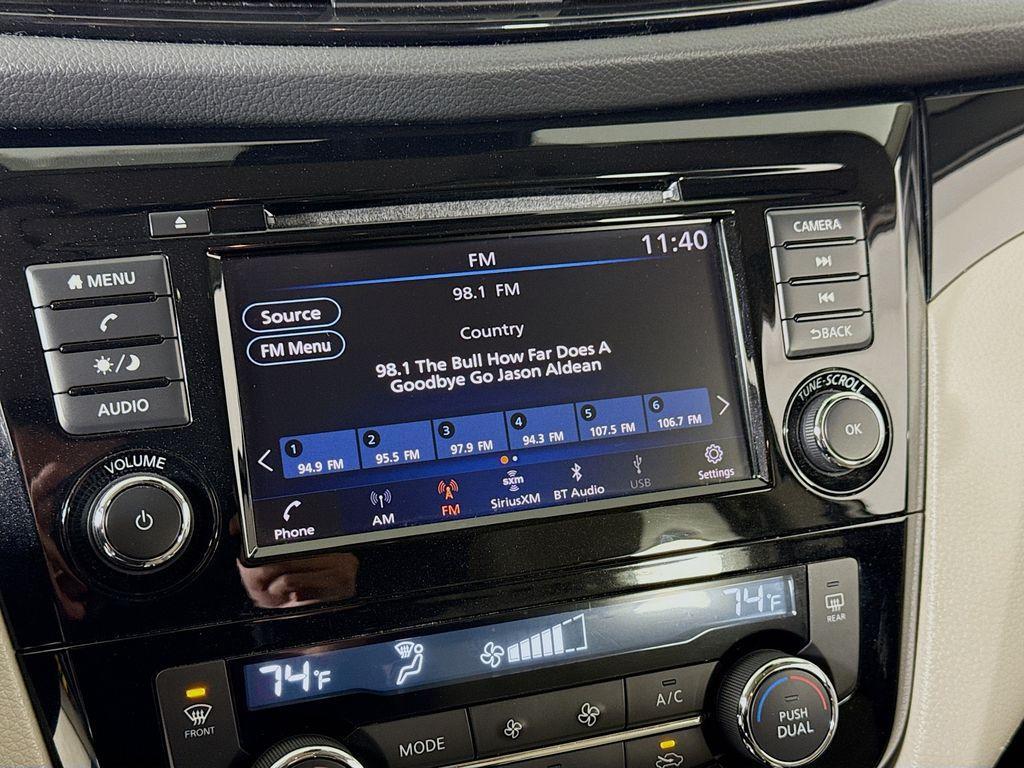 FM
11:40
98.1 FM
Source
FM Menu
Country
98.1 The Bull How Far Does A
Goodbye Go Jason Aldean
1 94.9 FM
2 95.5 FM
3 97.9 FM
4 94.3 FM
5 107.5 FM
6 106.7 FM
Phone
AM
FM
sxm
SiriusXM
BT Audio
USB
Settings
MENU
AUDIO
VOLUME
CAMERA
BACK
TUNE-SCROLL
OK
74°F
74°F
REAR
FRONT
MODE
A/C
PUSH
DUAL